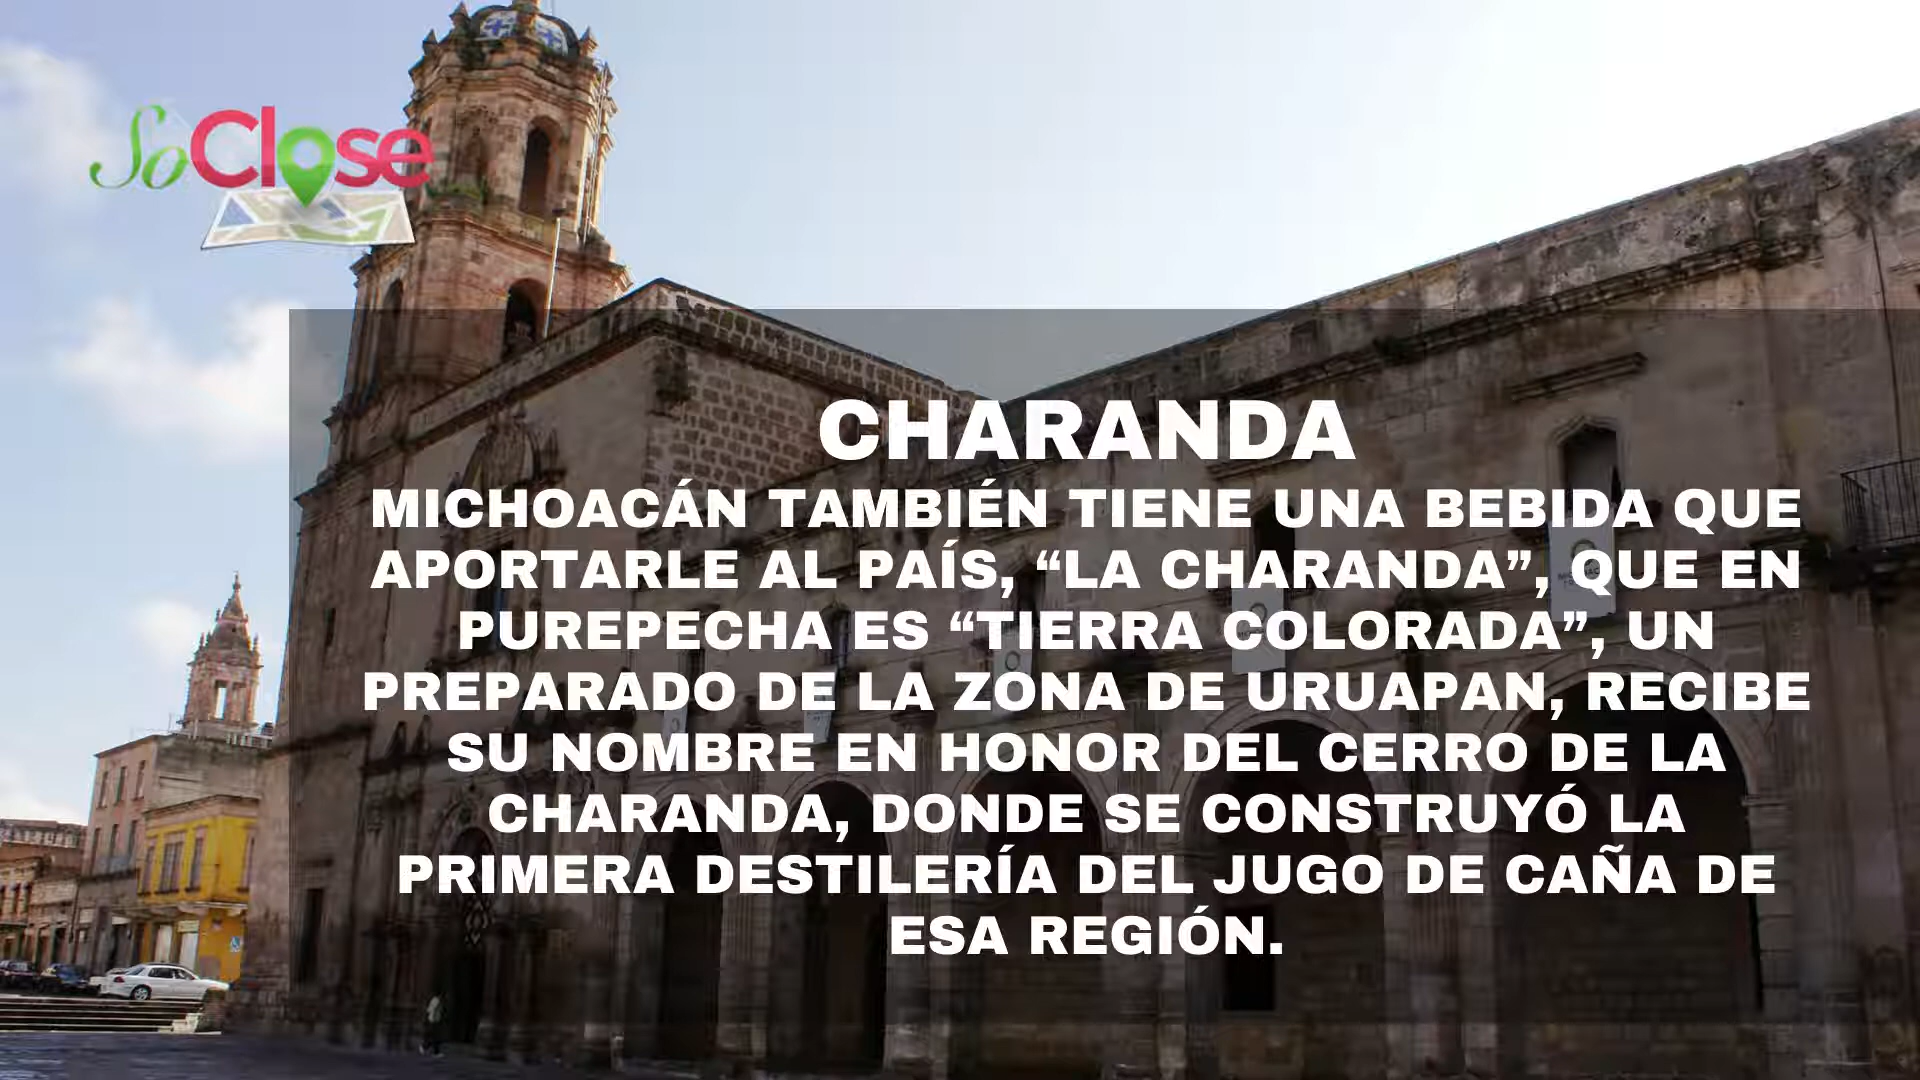 SoClose
CHARANDA
MICHOACÁN TAMBIÉN TIENE UNA BEBIDA QUE
APORTARLE AL PAÍS, “LA CHARANDA”, QUE EN
PUREPECHA ES “TIERRA COLORADA”, UN
PREPARADO DE LA ZONA DE URUAPAN, RECIBE
SU NOMBRE EN HONOR DEL CERRO DE LA
CHARANDA, DONDE SE CONSTRUYÓ LA
PRIMERA DESTILERÍA DEL JUGO DE CAÑA DE
ESA REGIÓN.